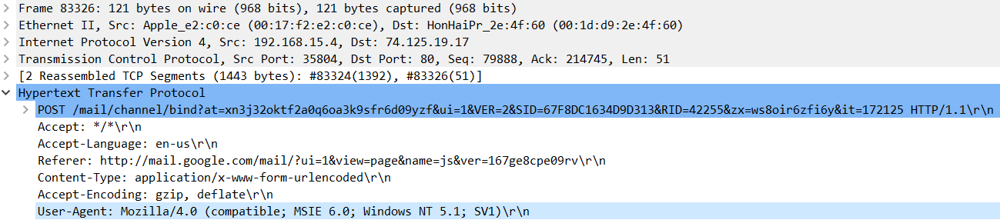 Frame 83326: 121 bytes on wire (968 bits), 121 bytes captured (968 bits)
Ethernet II, Src: Apple_e2:c0:ce (00:17:f2:e2:c0:ce), Dst: HonHaiPr_2e:4f:60 (00:1d:d9:2e:4f:60)
Internet Protocol Version 4, Src: 192.168.15.4, Dst: 74.125.19.17
Transmission Control Protocol, Src Port: 35804, Dst Port: 80, Seq: 79888, Ack: 214745, Len: 51
[2 Reassembled TCP Segments (1443 bytes): #83324(1392), #83326(51)]
Hypertext Transfer Protocol
POST /mail/channel/bind?at=xn3j32oktf2a0q6oa3k9sfr6d09yzf&ui=1&VER=2&SID=67F8DC1634D9D313&RID=42255&zx=ws8oir6zfi6y&it=172125 HTTP/1.1\r\n
Accept: */*\r\n
Accept-Language: en-us\r\n
Referer: http://mail.google.com/mail/?ui=1&view=page&name=js&ver=167ge8cpe09rv\r\n
Content-Type: application/x-www-form-urlencoded\r\n
Accept-Encoding: gzip, deflate\r\n
User-Agent: Mozilla/4.0 (compatible; MSIE 6.0; Windows NT 5.1; SV1)\r\n